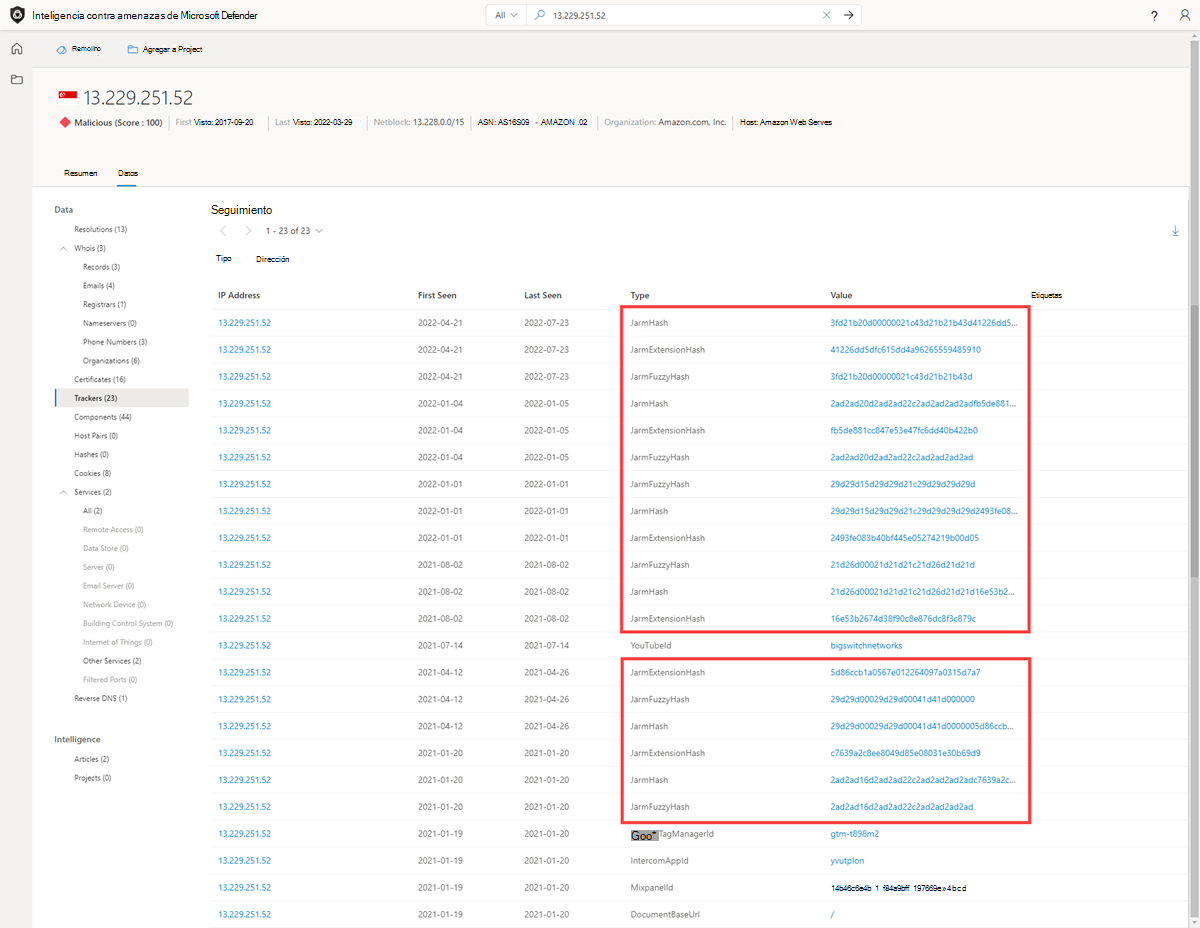 Inteligencia contra amenazas de Microsoft Defender All 13.229.251.52 ?
Remolino Agregar a Project
13.229.251.52
Malicious (Score : 100) First Visto: 2017-09-20 Last Visto: 2022-03-29 Netblock: 13.228.0.0/15 ASN: AS16S09 - AMAZON .02 Organization: Amazon.com, Inc. Host: Amazon Web Serves
Resumen Datos
Data
Resolutions (13)
Whois (3)
Records (3)
Emails (4)
Registrars (1)
Nameservers (0)
Phone Numbers (3)
Organizations (6)
Certificates (16)
Trackers (23)
Components (44)
Host Pairs (0)
Hashes (0)
Cookies (8)
Services (2)
All (2)
Remote Access (0)
Data Store (0)
Server (0)
Email Server (0)
Network Device (0)
Building Control System (0)
Internet of Things (0)
Other Services (2)
Filtered Ports (0)
Reverse DNS (1)
Intelligence
Articles (2)
Projects (0)
Seguimiento
1 - 23 of 23
Tipo Dirección
IP Address First Seen Last Seen Type Value Etiquetas
13.229.251.52 2022-04-21 2022-07-23 JarmHash 3fd21b20d00000021c43d21b21b43d41226dd5...
13.229.251.52 2022-04-21 2022-07-23 JarmExtensionHash 41226dd5dfc615dd4a96265559485910
13.229.251.52 2022-04-21 2022-07-23 JarmFuzzyHash 3fd21b20d00000021c43d21b21b43d
13.229.251.52 2022-01-04 2022-01-05 JarmHash 2ad2ad20d2ad2ad22c2ad2ad2ad2adfb5de881...
13.229.251.52 2022-01-04 2022-01-05 JarmExtensionHash fb5de881cc847e53e47fc6dd40b422b0
13.229.251.52 2022-01-04 2022-01-05 JarmFuzzyHash 2ad2ad20d2ad2ad22c2ad2ad2ad2ad
13.229.251.52 2022-01-01 2022-01-01 JarmFuzzyHash 29d29d15d29d29d21c29d29d29d29d
13.229.251.52 2022-01-01 2022-01-01 JarmHash 29d29d15d29d29d21c29d29d29d29d2493fe08...
13.229.251.52 2022-01-01 2022-01-01 JarmExtensionHash 2493fe083b40bf445e05274219b00d05
13.229.251.52 2021-08-02 2021-08-02 JarmFuzzyHash 21d26d00021d21d21c21d26d21d21d
13.229.251.52 2021-08-02 2021-08-02 JarmHash 21d26d00021d21d21c21d26d21d21d16e53b2...
13.229.251.52 2021-08-02 2021-08-02 JarmExtensionHash 16e53b2674d38f90c8e876dc8f3c879c
13.229.251.52 2021-07-14 2021-07-14 YouTubeId bigswitchnetworks
13.229.251.52 2021-04-12 2021-04-26 JarmExtensionHash 5d86ccb1a0567e012264097a0315d7a7
13.229.251.52 2021-04-12 2021-04-26 JarmFuzzyHash 29d29d00029d29d00041d41d000000
13.229.251.52 2021-04-12 2021-04-26 JarmHash 29d29d00029d29d00041d41d0000005d86ccb...
13.229.251.52 2021-01-20 2021-01-20 JarmExtensionHash c7639a2c8ee8049d85e08031e30b69d9
13.229.251.52 2021-01-20 2021-01-20 JarmHash 2ad2ad16d2ad2ad22c2ad2ad2ad2adc7639a2c...
13.229.251.52 2021-01-20 2021-01-20 JarmFuzzyHash 2ad2ad16d2ad2ad22c2ad2ad2ad2ad
13.229.251.52 2021-01-19 2021-01-20 TagManagerId gtm-t898m2
13.229.251.52 2021-01-19 2021-01-20 IntercomAppId yvutplon
13.229.251.52 2021-01-19 2021-01-20 MixpanelId
13.229.251.52 2021-01-19 2021-01-20 DocumentBaseUrl /